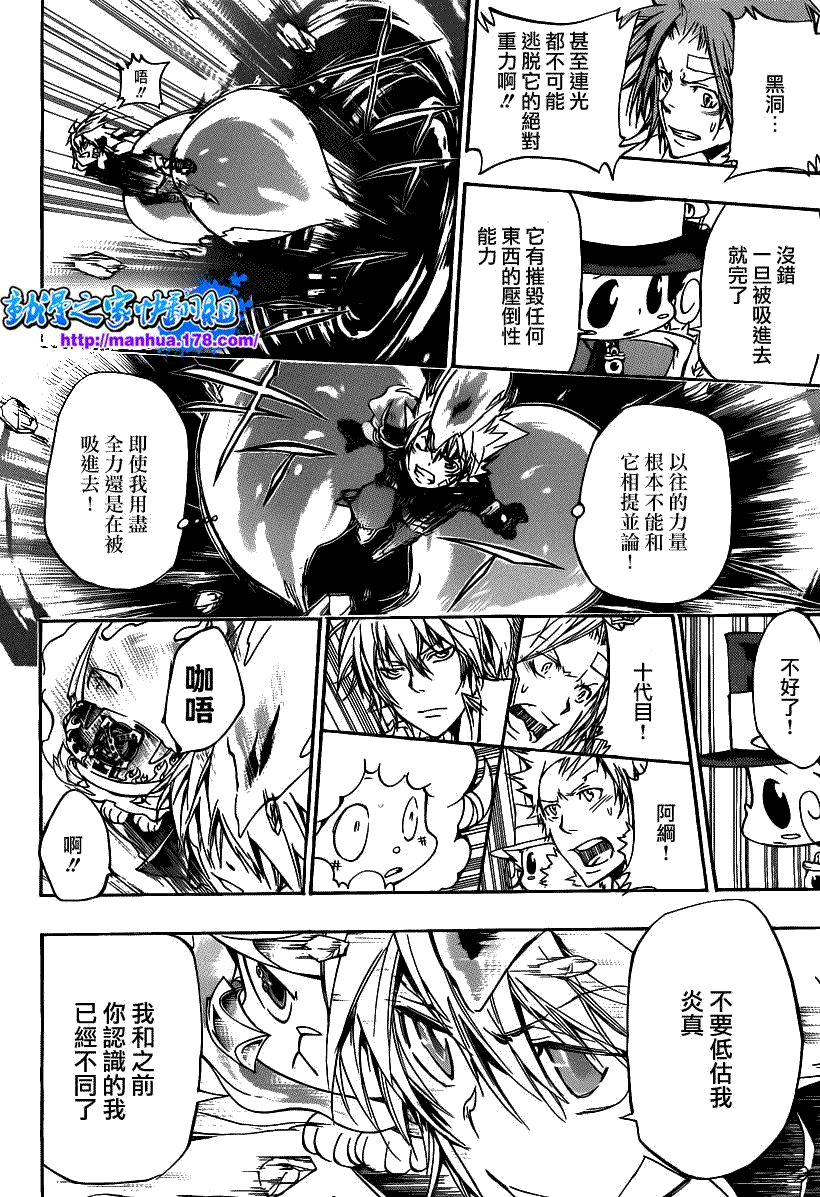 黑洞…
甚至連光
都不可能
逃脫它的絕對
重力啊!!
唔!!
沒錯
一旦被吸進去
就完了
它有摧毀任何
東西的壓倒性
能力
動漫之家快翻組
http://manhua.178.com/
以往的力量
根本不能和
它相提並論！
即使我用盡
全力還是在被
吸進去！
不好了！
十代目！
阿綱！
咖唔
啊!!
不要低估我
炎真
我和之前
你認識的我
已經不同了